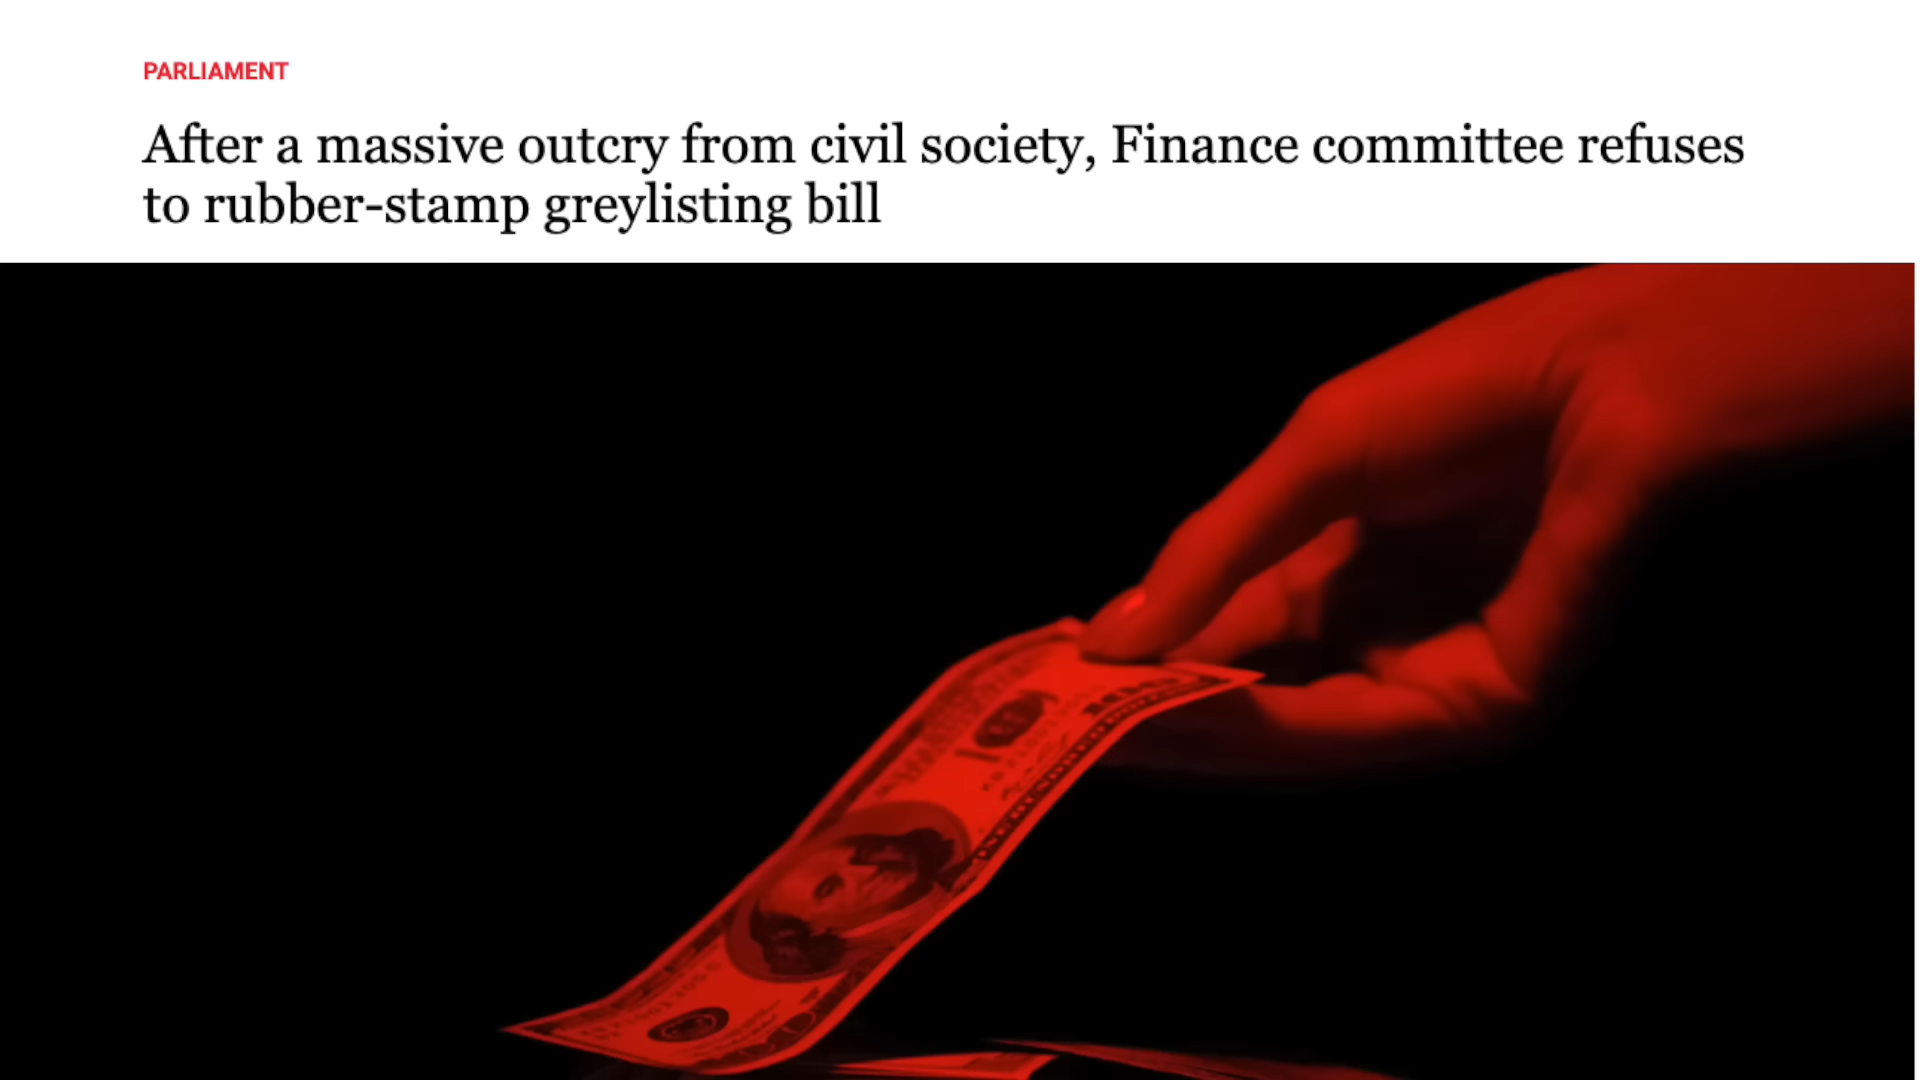 PARLIAMENT
After a massive outcry from civil society, Finance committee refuses
to rubber-stamp greylisting bill